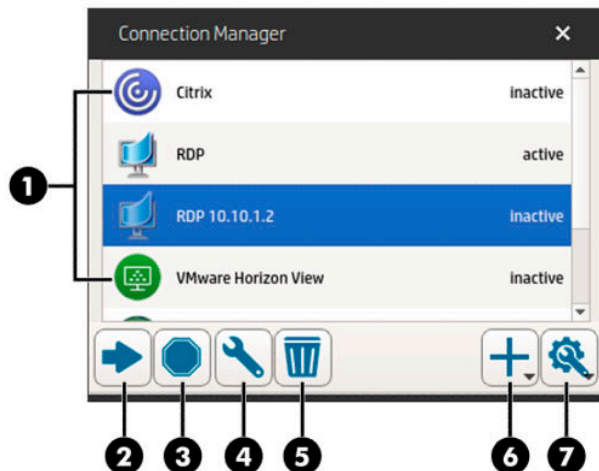 Connection Manager
Citrix inactive
RDP active
RDP 10.10.1.2 inactive
VMware Horizon View inactive
1
2 3 4 5 6 7